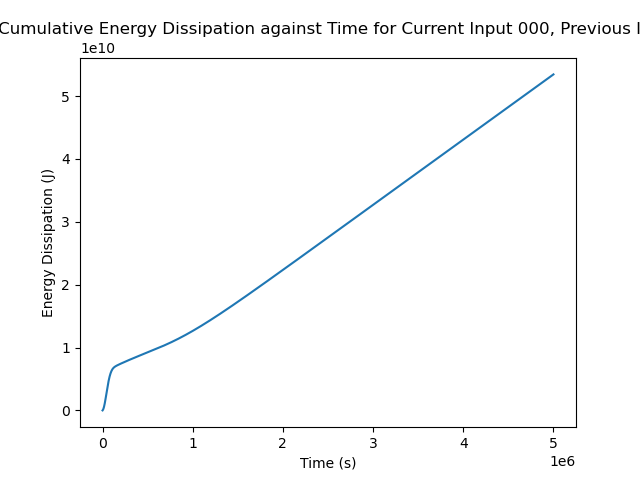 Cumulative Energy Dissipation against Time for Current Input 000, Previous I
1e10
5
4
3
2
1
0
Energy Dissipation (J)
0 1 2 3 4 5
1e6
Time (s)